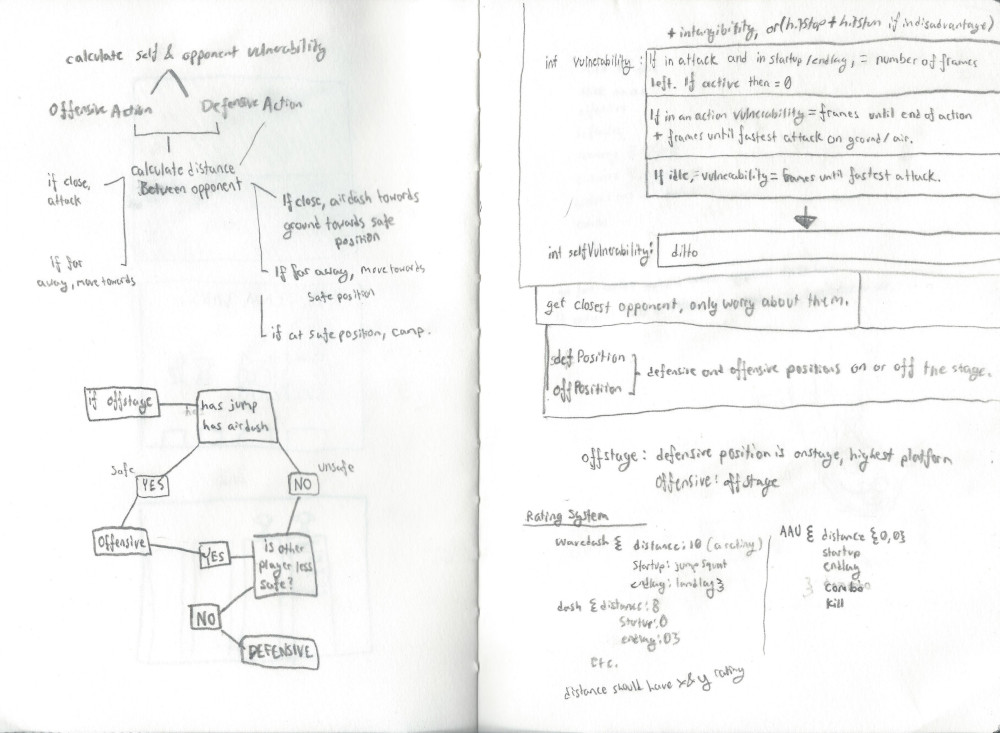 calculate self & opponent vulnerability
Offensive Action
Defensive Action
calculate distance
Between opponent
if close,
attack
if far
away, move towards
If close, airdash towards
ground towards safe
position
If far away, move towards
safe position
if at safe position, camp.
if offstage
has jump
has airdash
safe
YES
unsafe
NO
Offensive
YES
is other
player less
safe?
NO
DEFENSIVE
+ intangibility, or (hitstop + hitstun if in disadvantage)
int vulnerability :
If in attack and in startup/endlag, = number of frames
left. If active then = 0
If in an action vulnerability = frames until end of action
+ frames until fastest attack on ground/air.
If idle, = vulnerability = frames until fastest attack.
int selfVulnerability :
ditto
get closest opponent, only worry about them.
defPosition
offPosition
- defensive and offensive positions on or off the stage.
offstage : defensive position is onstage, highest platform
offensive : offstage
Rating System
wavedash { distance : 10 (a rating)
startup : jump squat
endlag : landlag }
dash { distance : 8
startup : 0
endlag : 0 }
Etc.
distance should have x & y rating
AAU { distance {0,0}
startup
endlag
} combo
kill